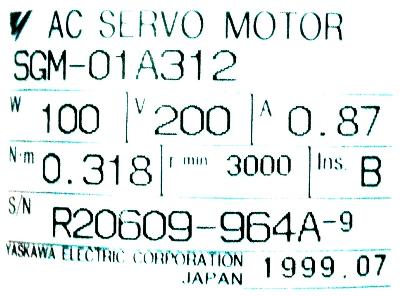 AC SERVO MOTOR
SGM-01A312
W 100 V 200 A 0.87
N·m 0.318 r min 3000 Ins. B
S/N R20609-964A-9
YASKAWA ELECTRIC CORPORATION
JAPAN 1999.07